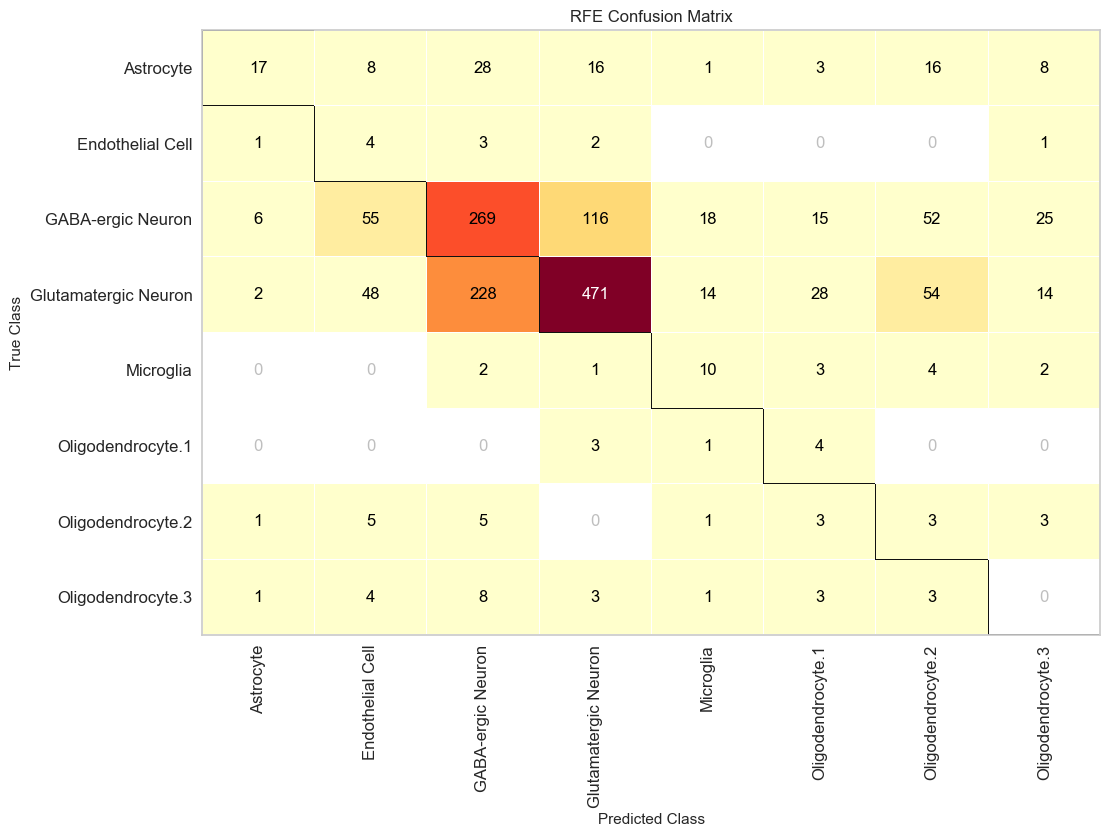 RFE Confusion Matrix
True Class
Astrocyte 17 8 28 16 1 3 16 8
Endothelial Cell 1 4 3 2 0 0 0 1
GABA-ergic Neuron 6 55 269 116 18 15 52 25
Glutamatergic Neuron 2 48 228 471 14 28 54 14
Microglia 0 0 2 1 10 3 4 2
Oligodendrocyte.1 0 0 0 3 1 4 0 0
Oligodendrocyte.2 1 5 5 0 1 3 3 3
Oligodendrocyte.3 1 4 8 3 1 3 3 0
Astrocyte
Endothelial Cell
GABA-ergic Neuron
Glutamatergic Neuron
Microglia
Oligodendrocyte.1
Oligodendrocyte.2
Oligodendrocyte.3
Predicted Class